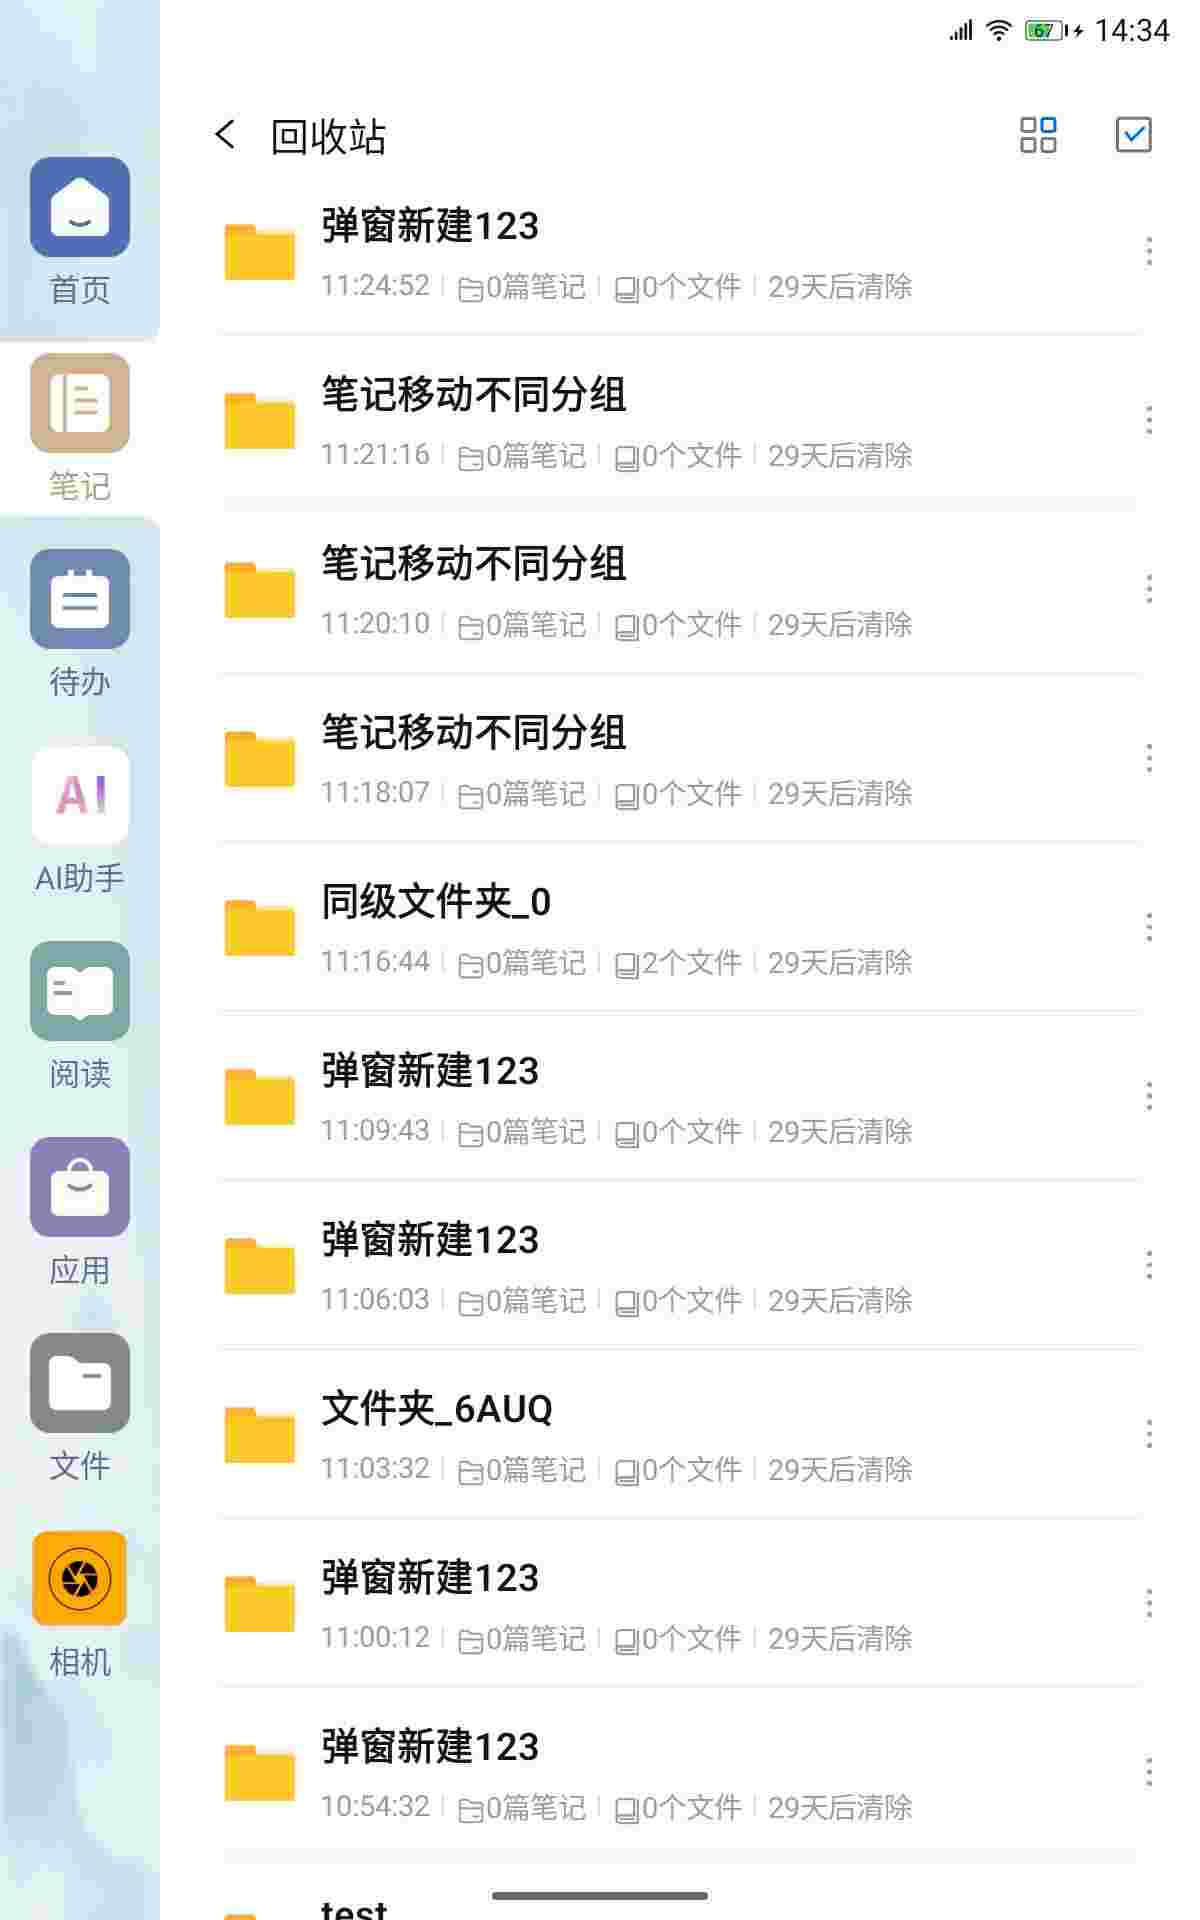 67 14:34
回收站
首页
笔记
待办
AI
AI助手
阅读
应用
文件
相机
弹窗新建123
11:24:52 0篇笔记 0个文件 29天后清除
笔记移动不同分组
11:21:16 0篇笔记 0个文件 29天后清除
笔记移动不同分组
11:20:10 0篇笔记 0个文件 29天后清除
笔记移动不同分组
11:18:07 0篇笔记 0个文件 29天后清除
同级文件夹_0
11:16:44 0篇笔记 2个文件 29天后清除
弹窗新建123
11:09:43 0篇笔记 0个文件 29天后清除
弹窗新建123
11:06:03 0篇笔记 0个文件 29天后清除
文件夹_6AUQ
11:03:32 0篇笔记 0个文件 29天后清除
弹窗新建123
11:00:12 0篇笔记 0个文件 29天后清除
弹窗新建123
10:54:32 0篇笔记 0个文件 29天后清除
test